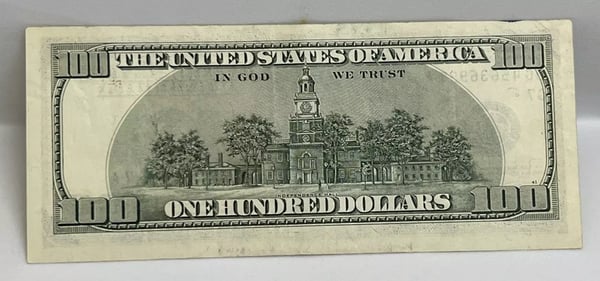 100 THE UNITED STATES OF AMERICA 100
IN GOD WE TRUST
INDEPENDENCE HALL
100 ONE HUNDRED DOLLARS 100